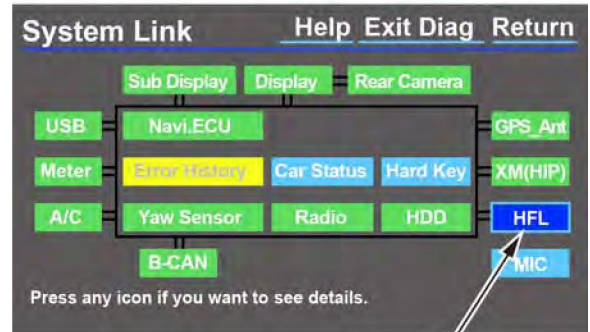 System Link Help Exit Diag Return
Sub Display Display Rear Camera
USB Navi.ECU GPS_Ant
Meter Error History Car Status Hard Key XM(HIP)
A/C Yaw Sensor Radio HDD HFL
B-CAN MIC
Press any icon if you want to see details.